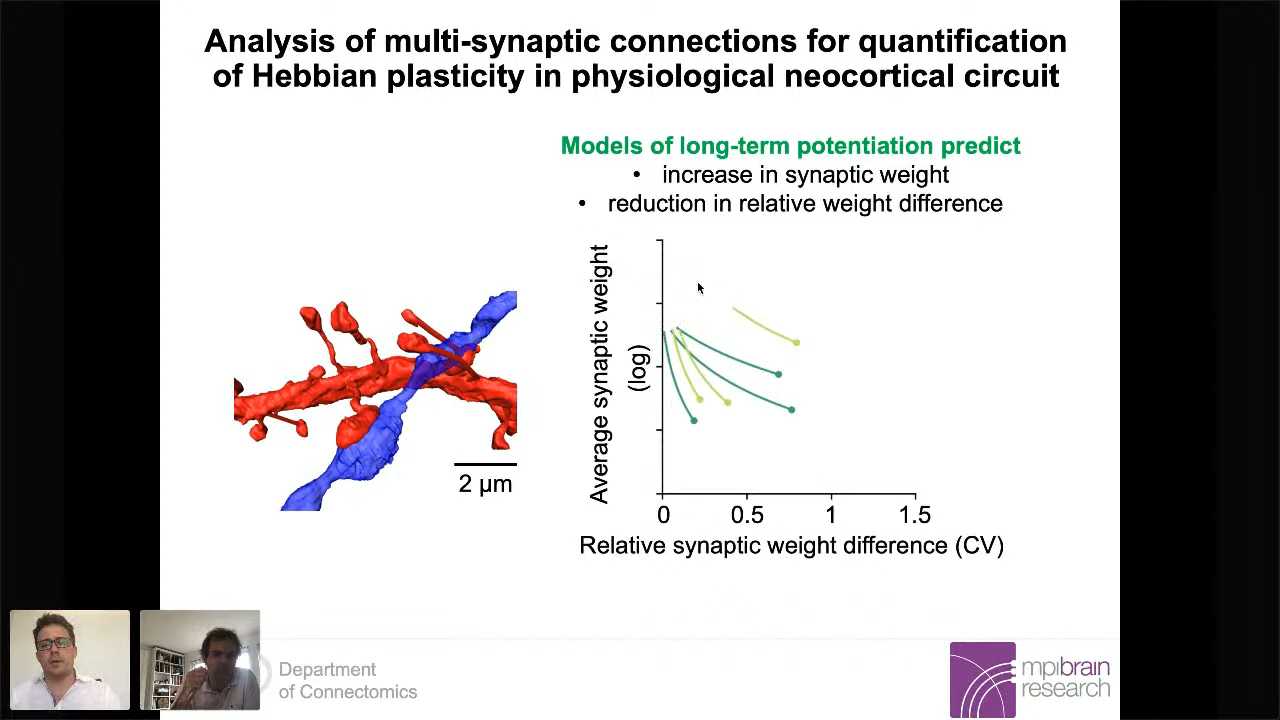 Analysis of multi-synaptic connections for quantification
of Hebbian plasticity in physiological neocortical circuit
Models of long-term potentiation predict
• increase in synaptic weight
• reduction in relative weight difference
Average synaptic weight
(log)
0 0.5 1 1.5
Relative synaptic weight difference (CV)
2 µm
Department
of Connectomics
mpibrain
research